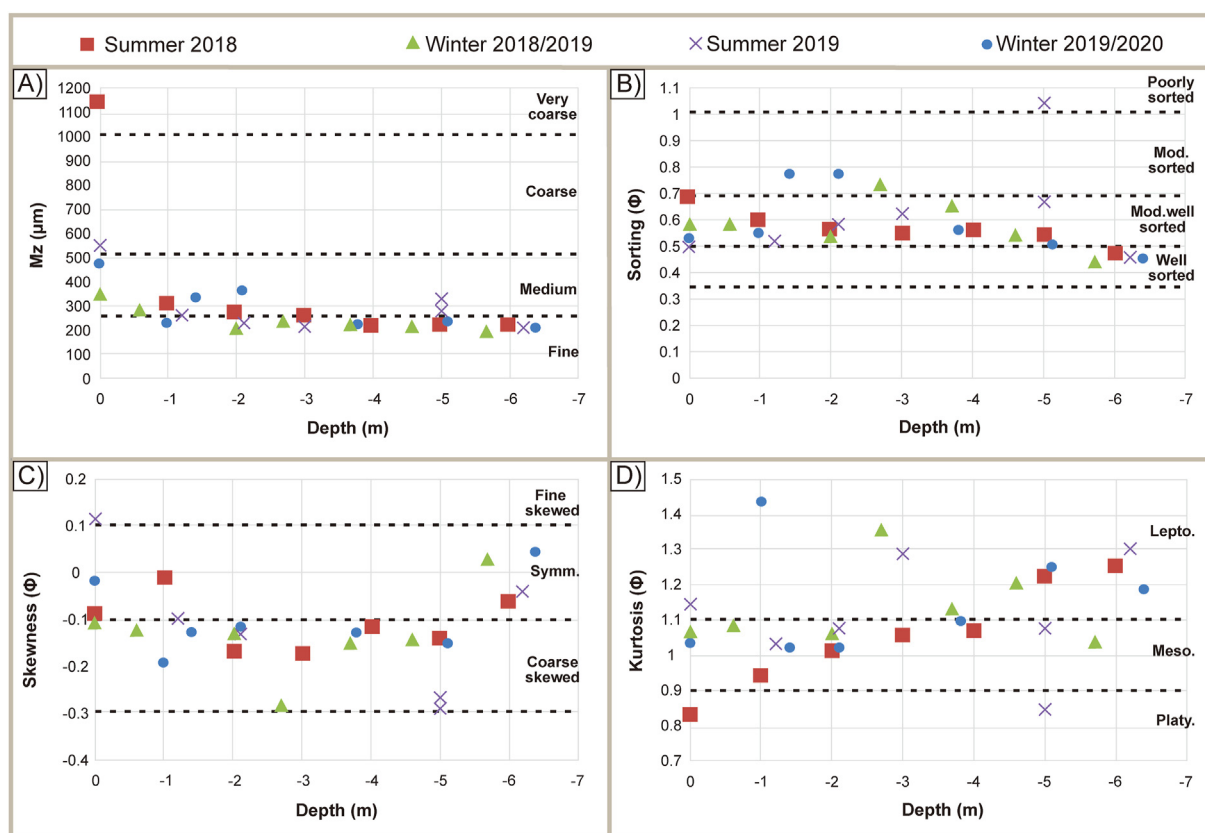 Summer 2018 Winter 2018/2019 Summer 2019 Winter 2019/2020
A)
1200
1100
1000
900
800
700
600
500
400
300
200
100
0
Mz (µm)
Very
coarse
Coarse
Medium
Fine
0 -1 -2 -3 -4 -5 -6 -7
Depth (m)
B)
1.1
1
0.9
0.8
0.7
0.6
0.5
0.4
0.3
0.2
0.1
0
Sorting (Φ)
Poorly
sorted
Mod.
sorted
Mod.well
sorted
Well
sorted
0 -1 -2 -3 -4 -5 -6 -7
Depth (m)
C)
0.2
0.1
0
-0.1
-0.2
-0.3
-0.4
Skewness (Φ)
Fine
skewed
Symm.
Coarse
skewed
0 -1 -2 -3 -4 -5 -6 -7
Depth (m)
D)
1.5
1.4
1.3
1.2
1.1
1
0.9
0.8
0.7
Kurtosis (Φ)
Lepto.
Meso.
Platy.
0 -1 -2 -3 -4 -5 -6 -7
Depth (m)